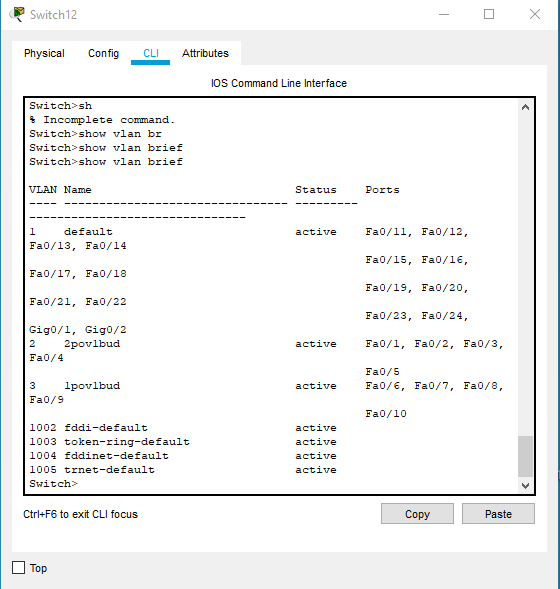 Switch12
Physical Config CLI Attributes
IOS Command Line Interface
Switch>sh
% Incomplete command.
Switch>show vlan br
Switch>show vlan brief
Switch>show vlan brief
VLAN Name Status Ports
---- -------------------------------- ---------
-------------------------------
1 default active Fa0/11, Fa0/12,
Fa0/13, Fa0/14
Fa0/15, Fa0/16,
Fa0/17, Fa0/18
Fa0/19, Fa0/20,
Fa0/21, Fa0/22
Fa0/23, Fa0/24,
Gig0/1, Gig0/2
2 2povlbud active Fa0/1, Fa0/2, Fa0/3,
Fa0/4
Fa0/5
3 1povlbud active Fa0/6, Fa0/7, Fa0/8,
Fa0/9
Fa0/10
1002 fddi-default active
1003 token-ring-default active
1004 fddinet-default active
1005 trnet-default active
Switch>
Ctrl+F6 to exit CLI focus Copy Paste
Top